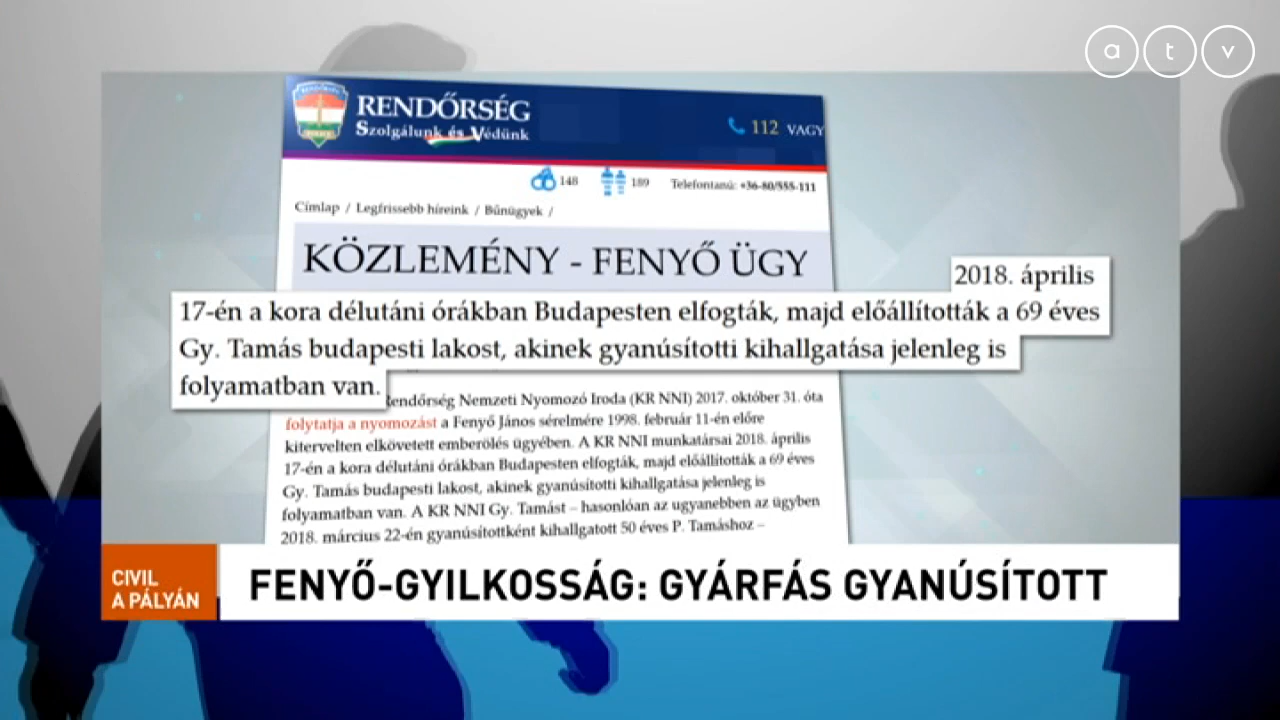 atv
RENDŐRSÉG
Szolgálunk és Védünk
112 VAGY
148 189 Telefontanú: +36-80/555-111
Címlap / Legfrissebb híreink / Bűnügyek /
KÖZLEMÉNY - FENYŐ ÜGY
2018. április
17-én a kora délutáni órákban Budapesten elfogták, majd előállították a 69 éves
Gy. Tamás budapesti lakost, akinek gyanúsítotti kihallgatása jelenleg is
folyamatban van.
Rendőrség Nemzeti Nyomozó Iroda (KR NNI) 2017. október 31. óta
folytatja a nyomozást a Fenyő János sérelmére 1998. február 11-én előre
kitervelten elkövetett emberölés ügyében. A KR NNI munkatársai 2018. április
17-én a kora délutáni órákban Budapesten elfogták, majd előállították a 69 éves
Gy. Tamás budapesti lakost, akinek gyanúsítotti kihallgatása jelenleg is
folyamatban van. A KR NNI Gy. Tamást – hasonlóan az ugyanebben az ügyben
2018. március 22-én gyanúsítottként kihallgatott 50 éves P. Tamáshoz –
CIVIL
A PÁLYÁN
FENYŐ-GYILKOSSÁG: GYÁRFÁS GYANÚSÍTOTT